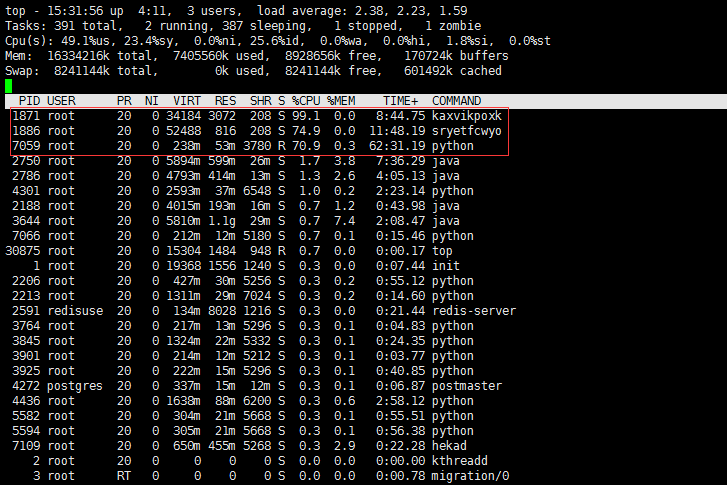 top - 15:31:56 up  4:11,  3 users,  load average: 2.38, 2.23, 1.59
Tasks: 391 total,   2 running, 387 sleeping,   1 stopped,   1 zombie
Cpu(s): 49.1%us, 23.4%sy,  0.0%ni, 25.6%id,  0.0%wa,  0.0%hi,  1.8%si,  0.0%st
Mem:  16334216k total,  7405560k used,  8928656k free,   170724k buffers
Swap:  8241144k total,        0k used,  8241144k free,   601492k cached
PID USER      PR  NI  VIRT  RES  SHR S %CPU %MEM    TIME+  COMMAND
1871 root      20   0 34184 3072  208 S 99.1  0.0   8:44.75 kaxvikpoxk
1886 root      20   0 52488  816  208 S 74.9  0.0  11:48.19 sryetfcwyo
7059 root      20   0  238m  53m 3780 R 70.9  0.3  62:31.19 python
2750 root      20   0 5894m 599m  26m S  1.7  3.8   7:36.29 java
2786 root      20   0 4793m 414m  13m S  1.3  2.6   4:05.13 java
4301 root      20   0 2593m  37m 6548 S  1.0  0.2   2:23.14 python
2188 root      20   0 4015m 193m  16m S  0.7  1.2   0:43.98 java
3644 root      20   0 5810m 1.1g  29m S  0.7  7.4   2:08.47 java
7066 root      20   0  212m  12m 5180 S  0.7  0.1   0:15.46 python
30875 root      20   0 15304 1484  948 R  0.7  0.0   0:00.17 top
1 root      20   0 19368 1556 1240 S  0.3  0.0   0:07.44 init
2206 root      20   0  427m  30m 5256 S  0.3  0.2   0:55.12 python
2213 root      20   0 1311m  29m 7024 S  0.3  0.2   0:14.60 python
2591 redisuse  20   0  134m 8028 1216 S  0.3  0.0   0:21.44 redis-server
3764 root      20   0  217m  13m 5296 S  0.3  0.1   0:04.83 python
3845 root      20   0 1324m  22m 5332 S  0.3  0.1   0:24.35 python
3901 root      20   0  214m  12m 5212 S  0.3  0.1   0:03.77 python
3925 root      20   0  222m  15m 5296 S  0.3  0.1   0:40.85 python
4272 postgres  20   0  337m  15m  12m S  0.3  0.1   0:06.87 postmaster
4436 root      20   0 1638m  88m 6200 S  0.3  0.6   2:58.12 python
5582 root      20   0  304m  21m 5668 S  0.3  0.1   0:55.51 python
5594 root      20   0  305m  21m 5668 S  0.3  0.1   0:56.38 python
7109 root      20   0  650m 455m 5268 S  0.3  2.9   0:22.28 hekad
2 root      20   0     0    0    0 S  0.0  0.0   0:00.00 kthreadd
3 root      RT   0     0    0    0 S  0.0  0.0   0:00.78 migration/0